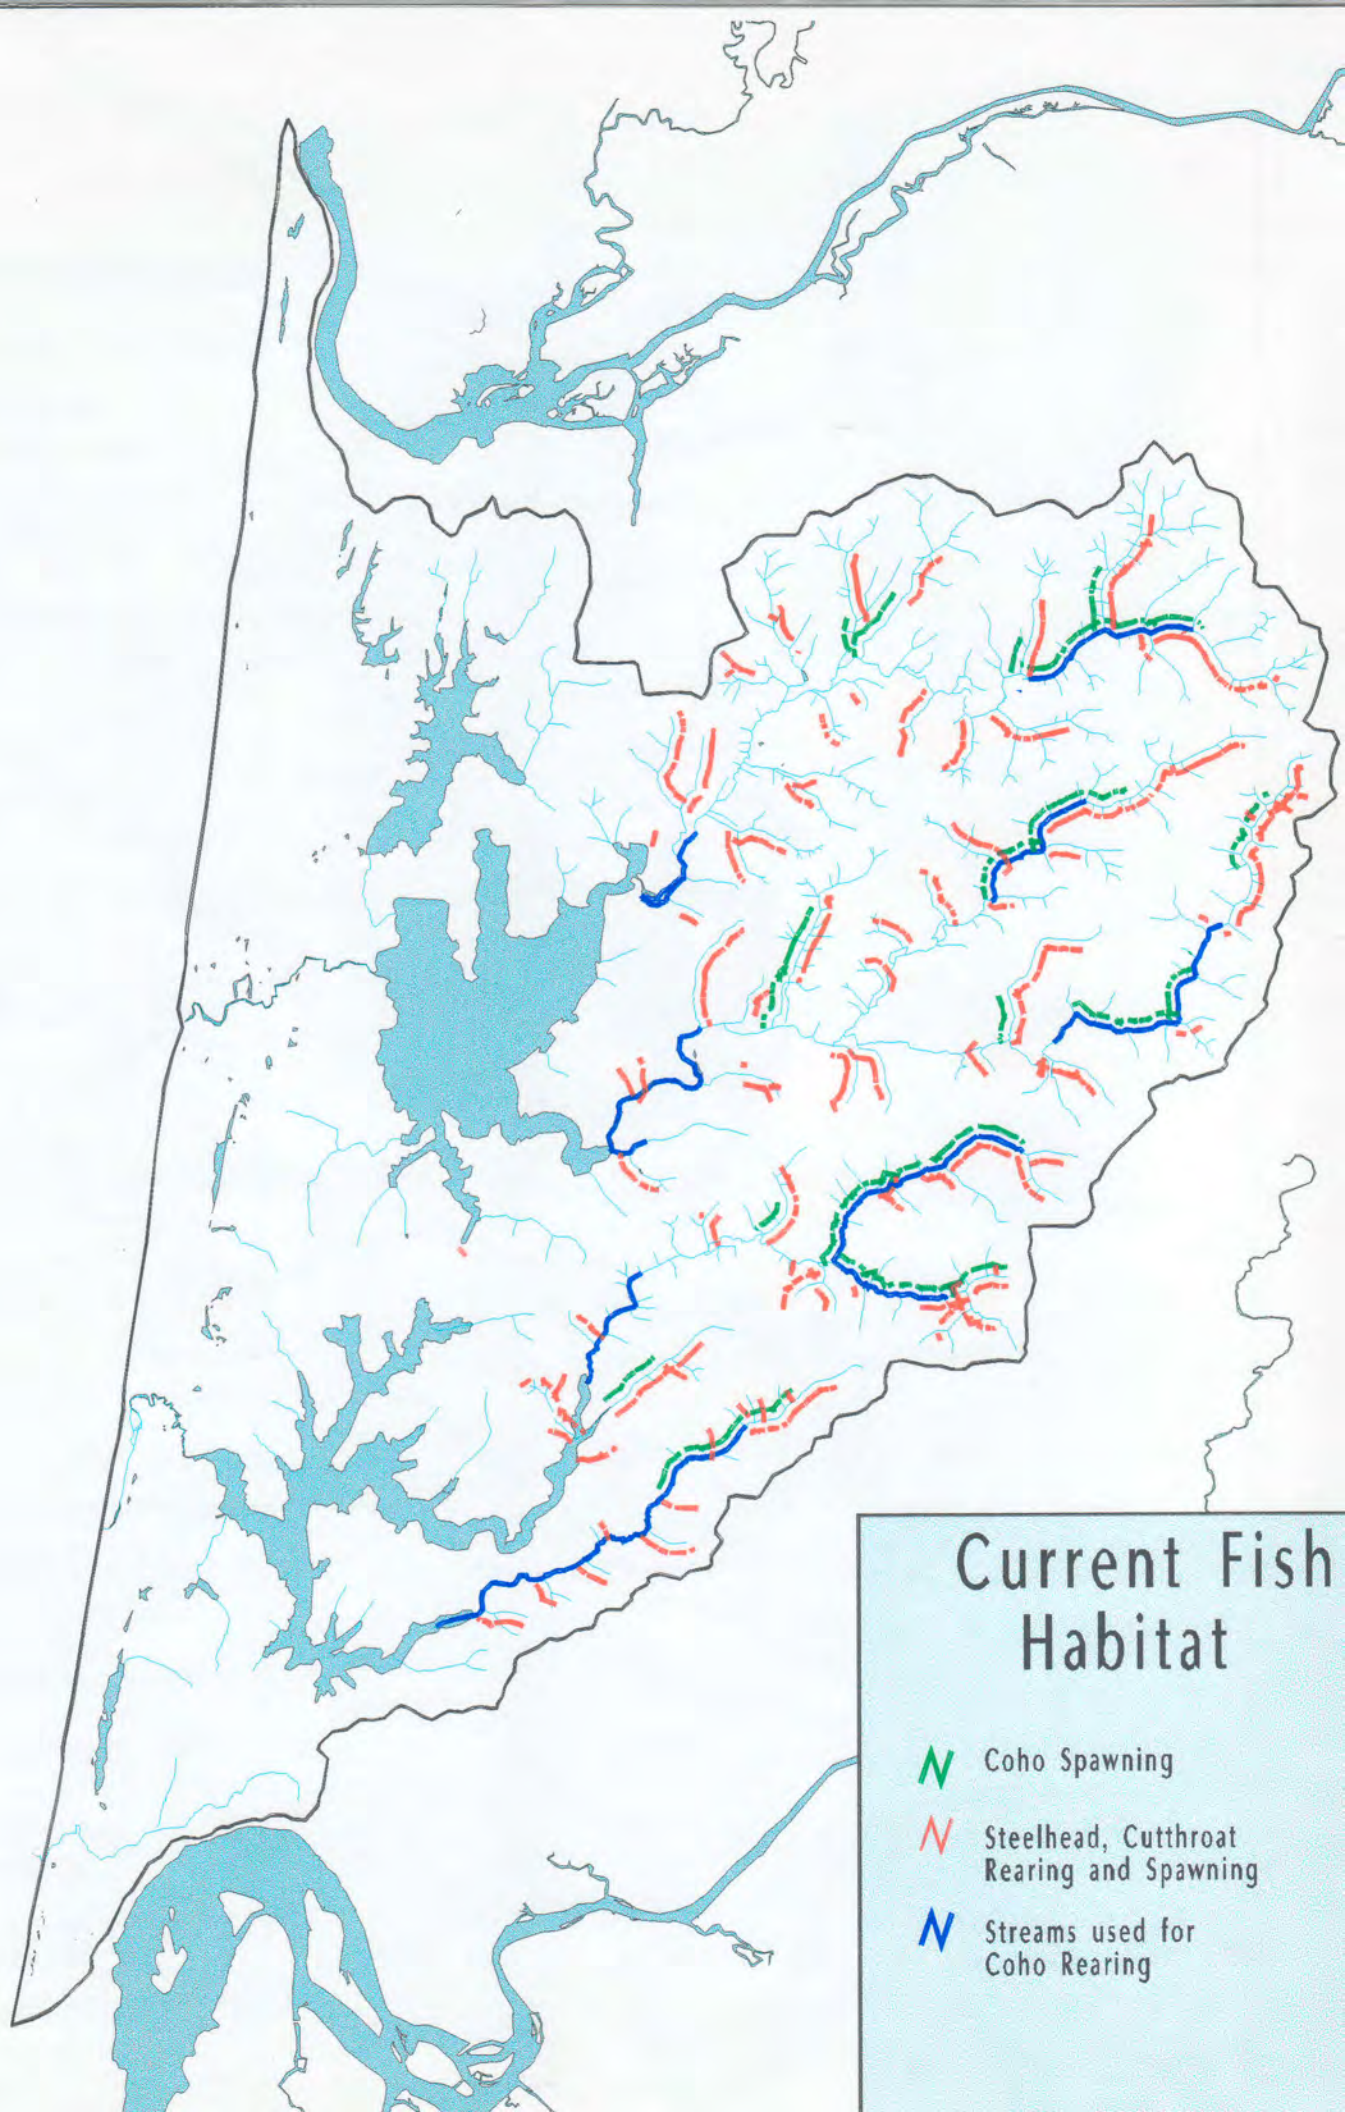 Current Fish
Habitat
Coho Spawning
Steelhead, Cutthroat
Rearing and Spawning
Streams used for
Coho Rearing